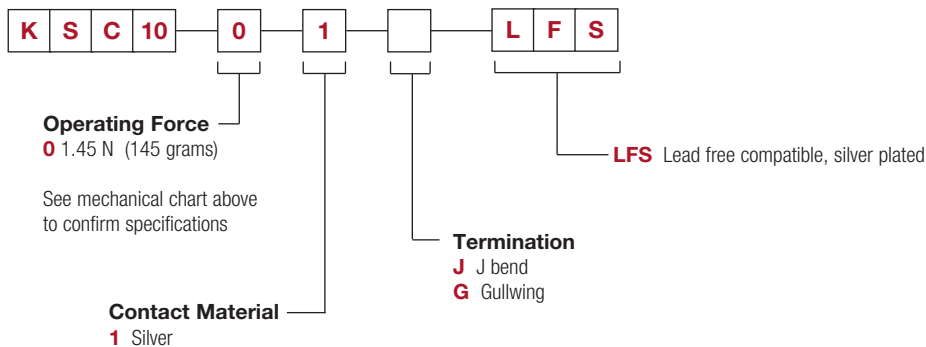 K S C 10 0 1 L F S
Operating Force
0 1.45 N (145 grams)
LFS Lead free compatible, silver plated
See mechanical chart above
to confirm specifications
Termination
J J bend
G Gullwing
Contact Material
1 Silver